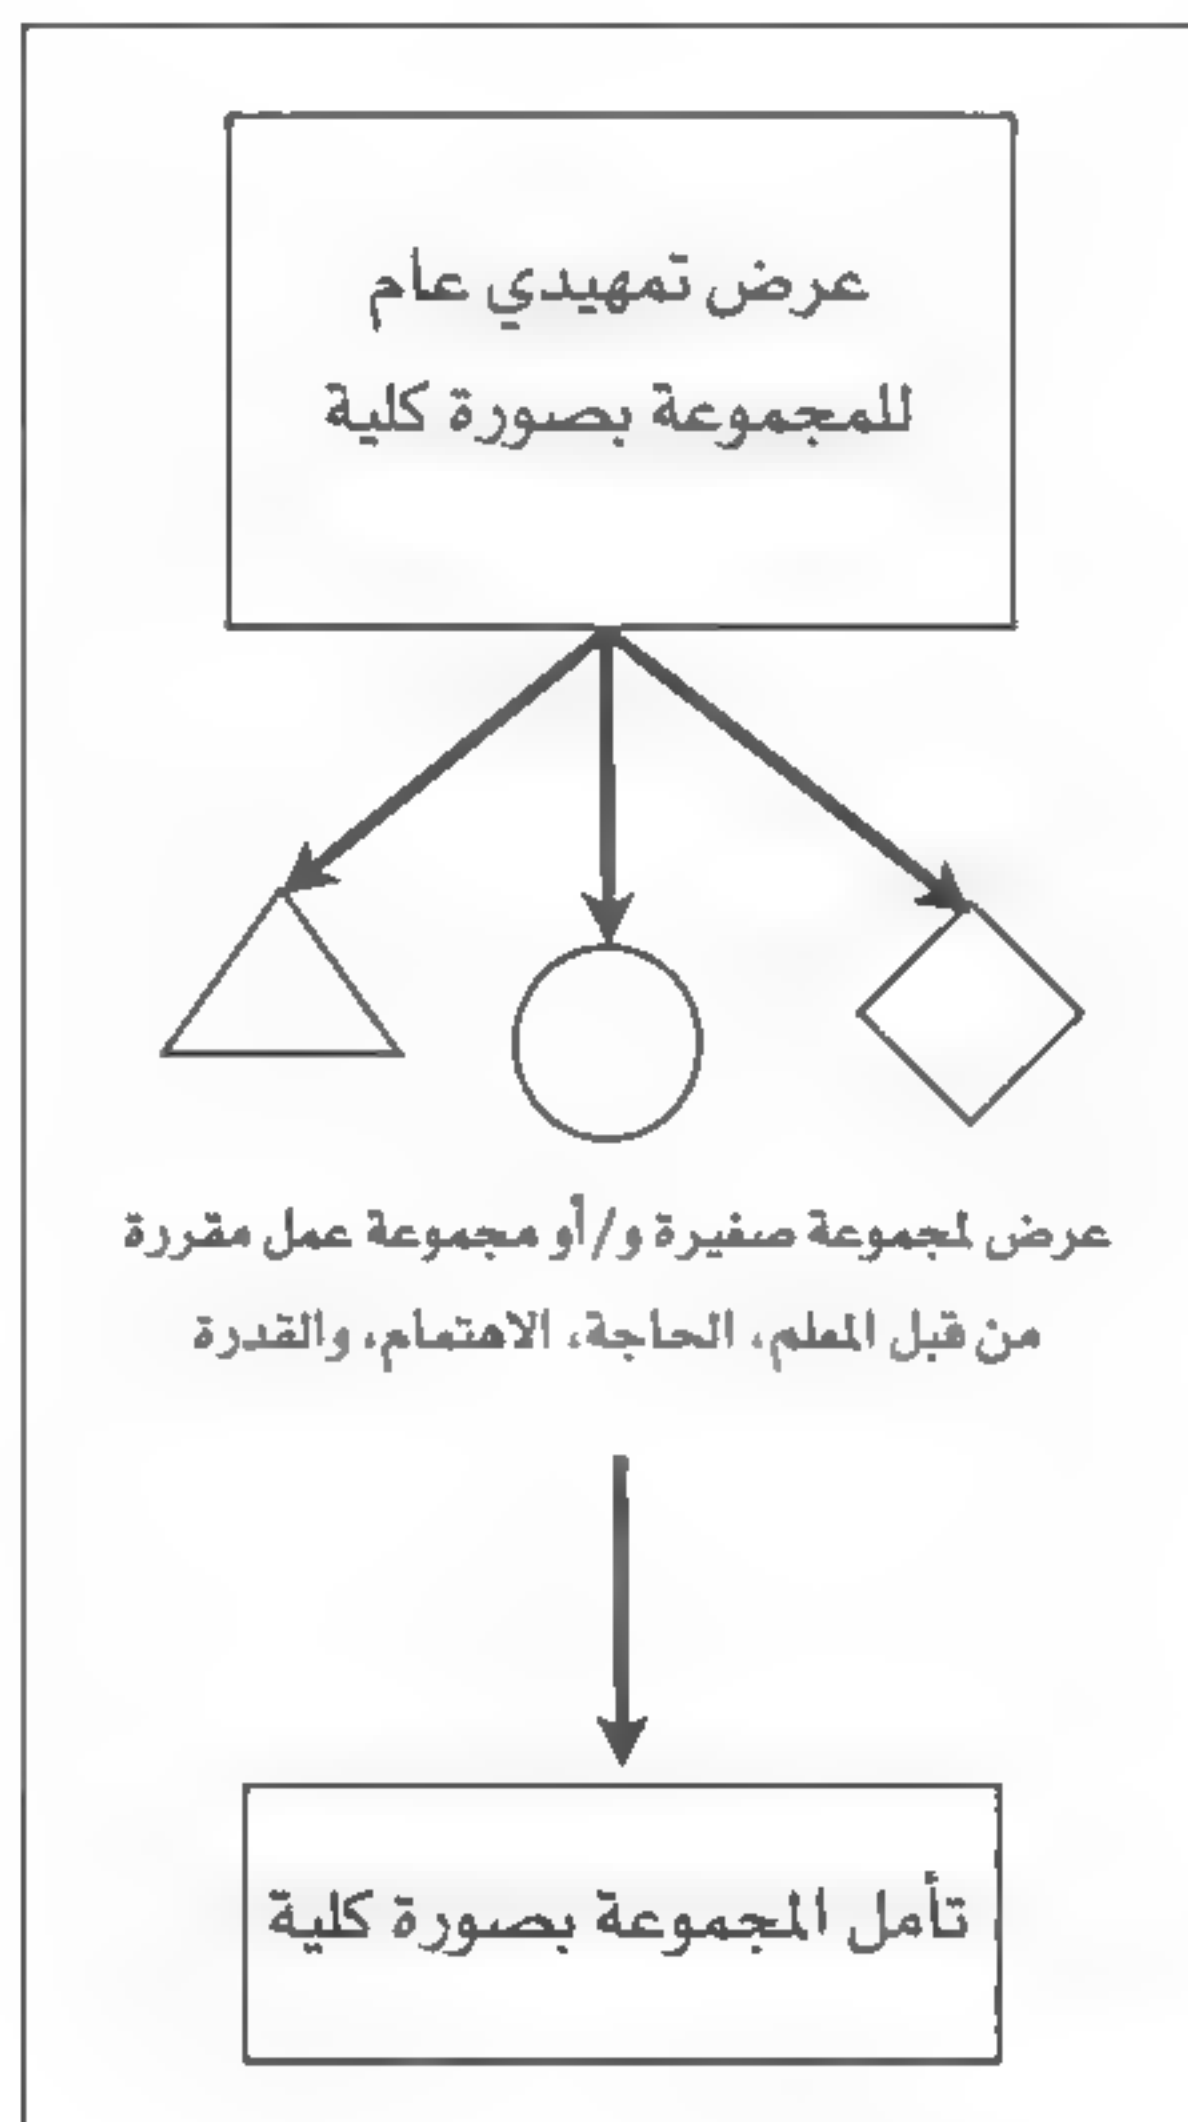 عرض تمهيدي عام
للمجموعة بصورة كلية
عرض لمجموعة صغيرة و/أو مجموعة عمل مقررة
من قبل المعلم، الحاجة، الاهتمام، والقدرة
تأمل المجموعة بصورة كلية